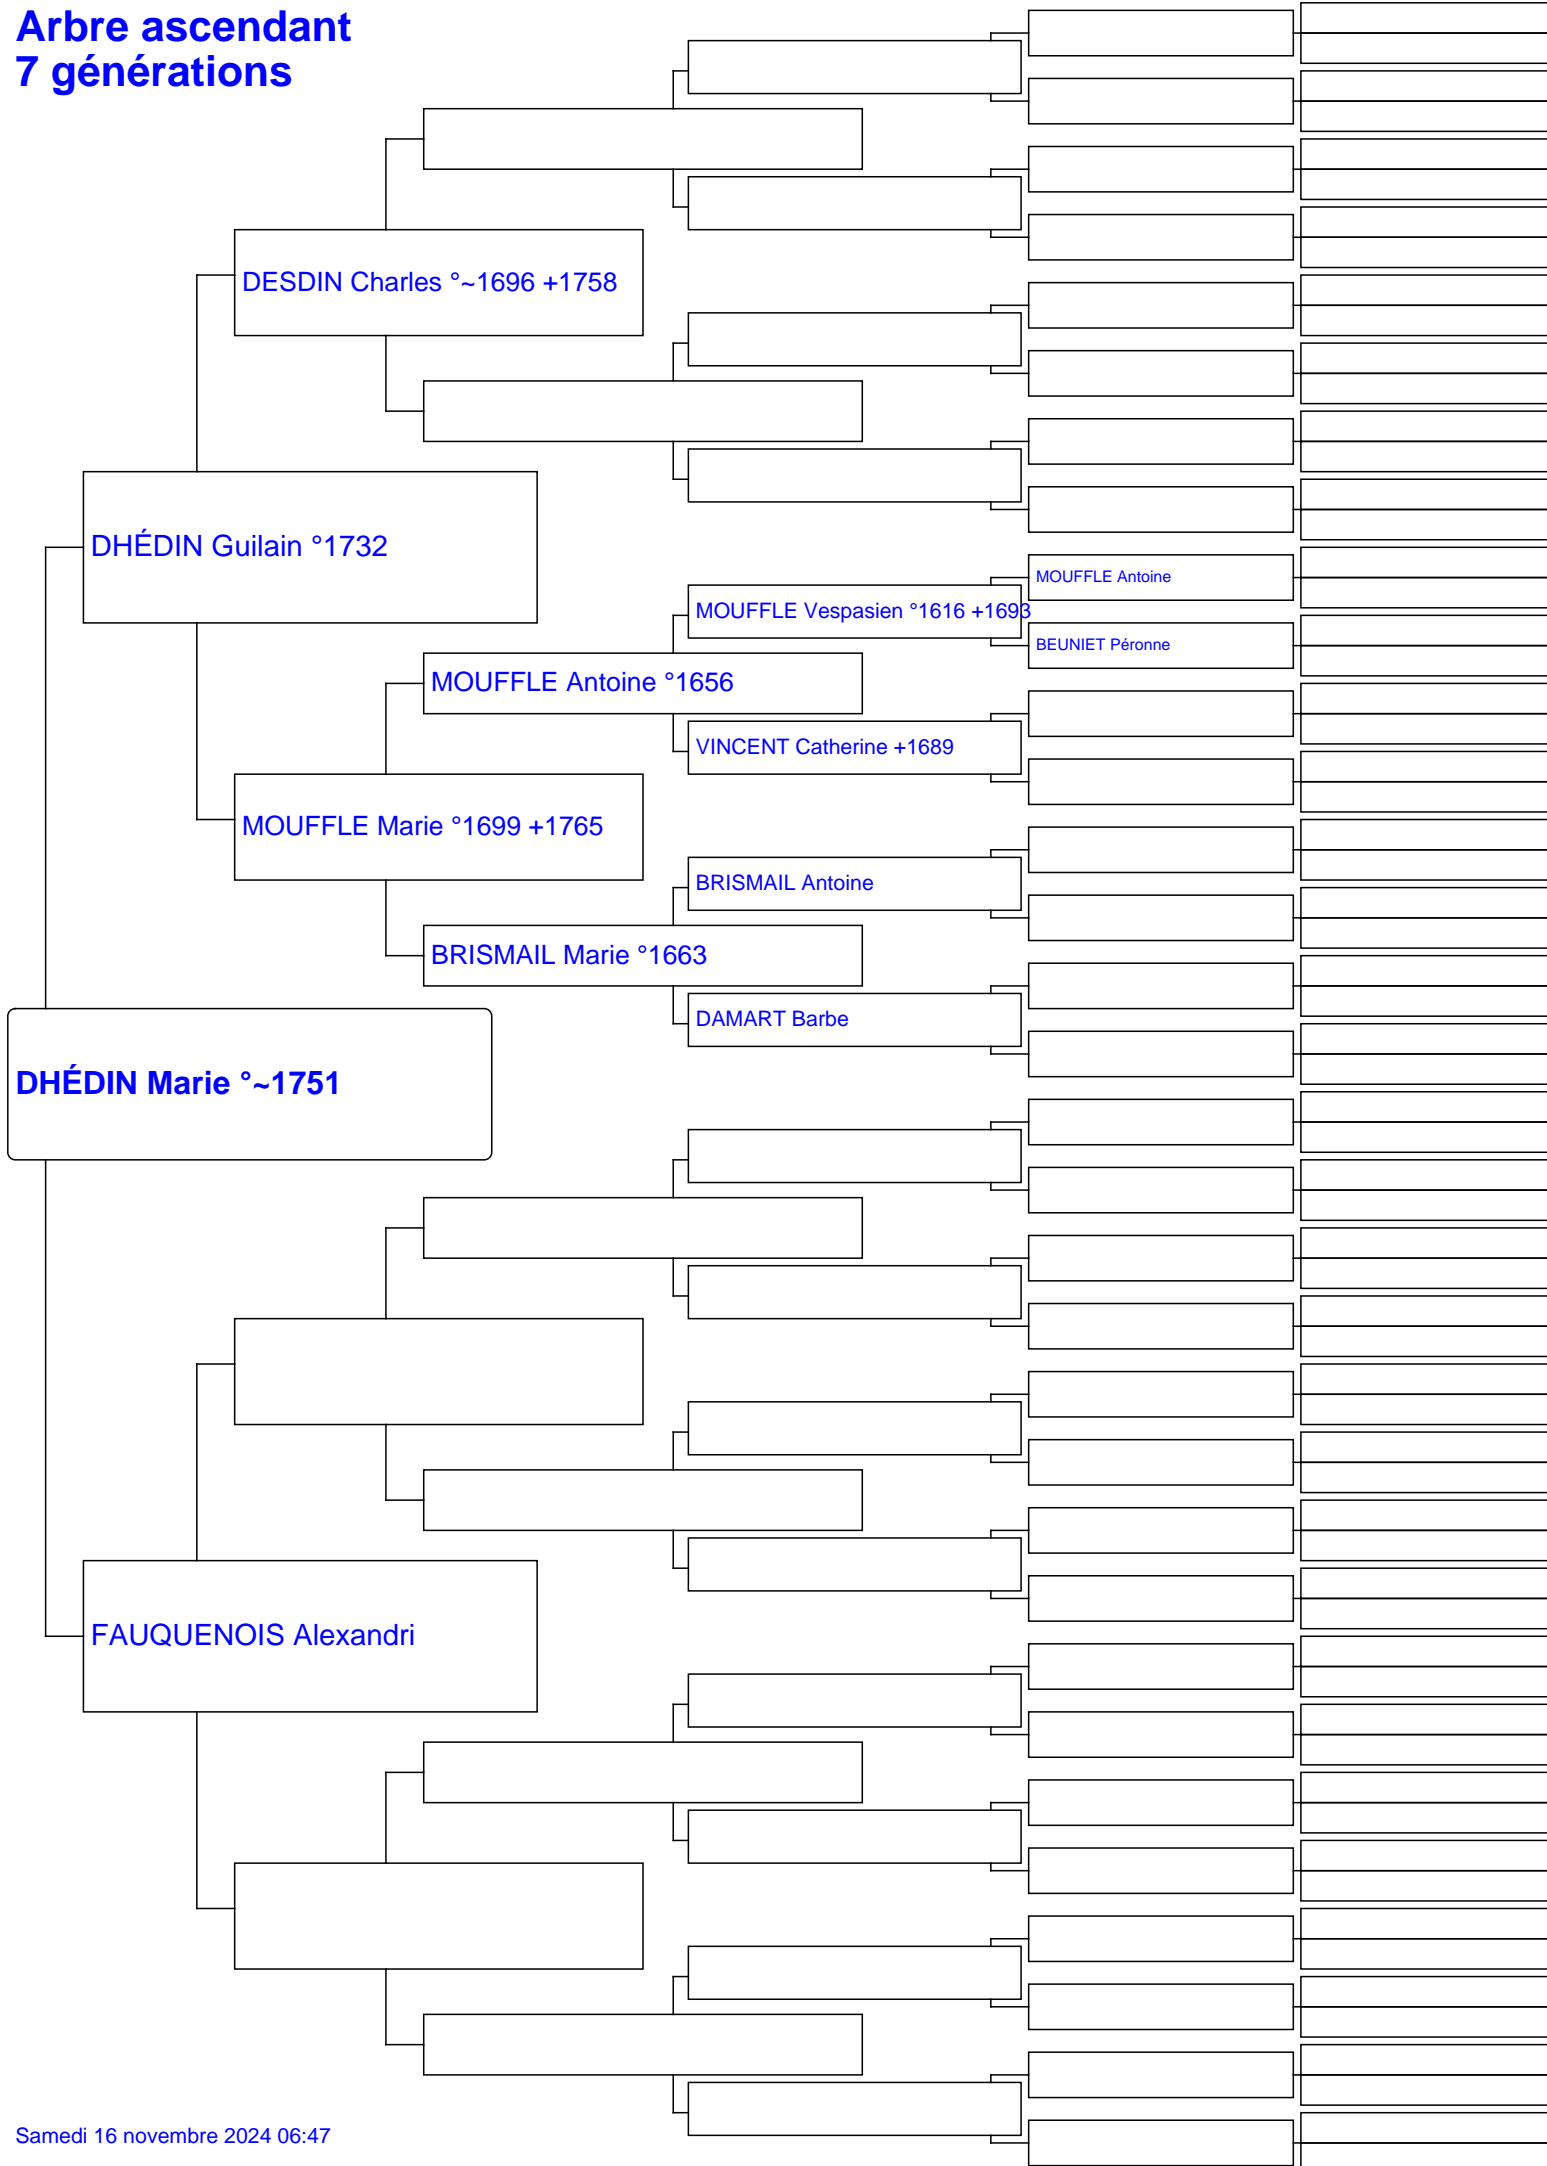 Arbre ascendant
7 générations
DESDIN Charles °~1696 +1758
DHÉDIN Guilain °1732
MOUFFLE Antoine
MOUFFLE Vespasien °1616 +1693
BEUNIET Péronne
MOUFFLE Antoine °1656
VINCENT Catherine +1689
MOUFFLE Marie °1699 +1765
BRISMAIL Antoine
BRISMAIL Marie °1663
DAMART Barbe
DHÉDIN Marie °~1751
FAUQUENOIS Alexandri
Samedi 16 novembre 2024 06:47